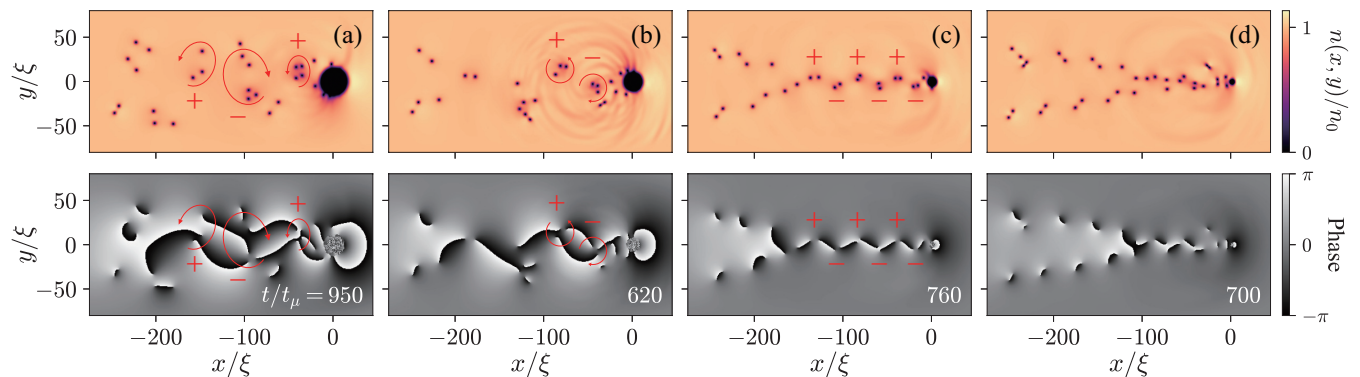 50
0
−50
y/ξ
(a)
+
+
−
(b)
+
−
(c)
+ + +
− − −
(d)
1
0
n(x, y)/n₀
50
0
−50
y/ξ
+
+
−
t/t_μ = 950
+
−
620
+ + +
− − −
760
700
π
0
−π
Phase
−200 −100 0
−200 −100 0
−200 −100 0
−200 −100 0
x/ξ
x/ξ
x/ξ
x/ξ